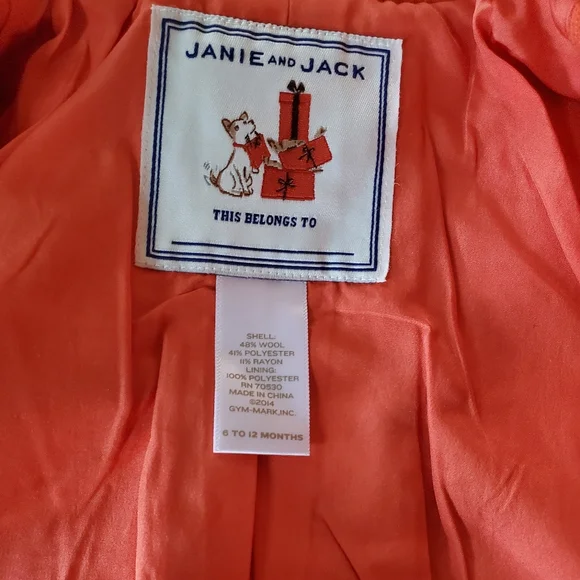 JANIE AND JACK
THIS BELONGS TO
SHELL:
48% WOOL
41% POLYESTER
11% RAYON
LINING:
100% POLYESTER
RN 70530
MADE IN CHINA
©2014
GYM-MARK, INC.
6 TO 12 MONTHS